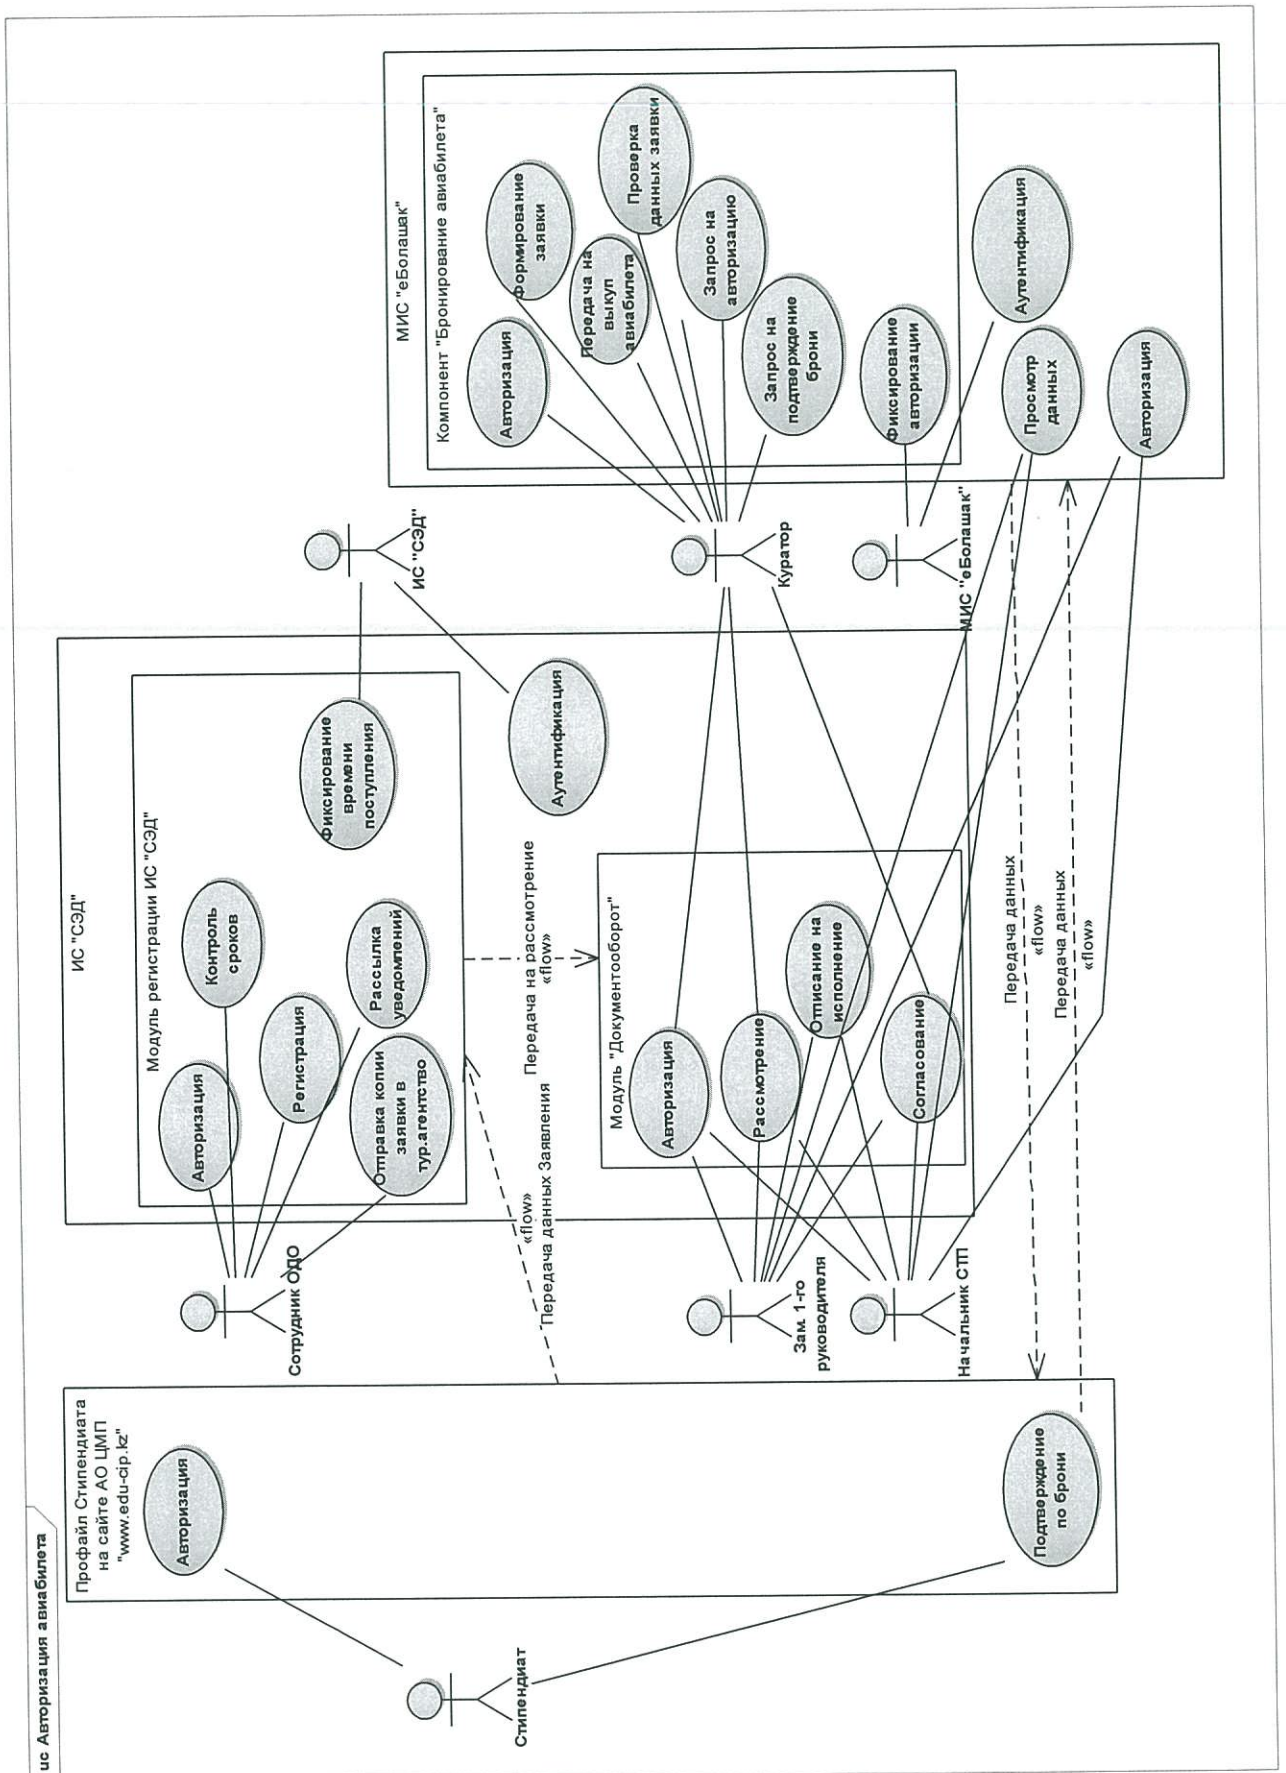 uc Авторизация авиабилета
Профайл Стипендиата
на сайте АО ЦМП
"www.edu-cip.kz"
Авторизация
Подтверждение
по брони
Стипендиат
ИС "СЭД"
Модуль регистрации ИС "СЭД"
Авторизация
Контроль
сроков
Регистрация
Рассылка
уведомлений
Отправка копии
заявки в
тур.агентство
Фиксирование
времени
поступления
Аутентификация
Сотрудник ОДО
«flow»
Передача данных Заявления
Передача на рассмотрение
«flow»
Модуль "Документооборот"
Авторизация
Рассмотрение
Отписание на
исполнение
Согласование
Зам. 1-го
руководителя
Начальник СТП
ИС "СЭД"
Куратор
МИС "еБолашак"
Передача данных
«flow»
Передача данных
«flow»
МИС "еБолашак"
Компонент "Бронирование авиабилета"
Авторизация
Формирование
заявки
Передача на
выкуп
авиабилета
Проверка
данных заявки
Запрос на
авторизацию
Запрос на
подтверждение
брони
Фиксирование
авторизации
Аутентификация
Просмотр
данных
Авторизация